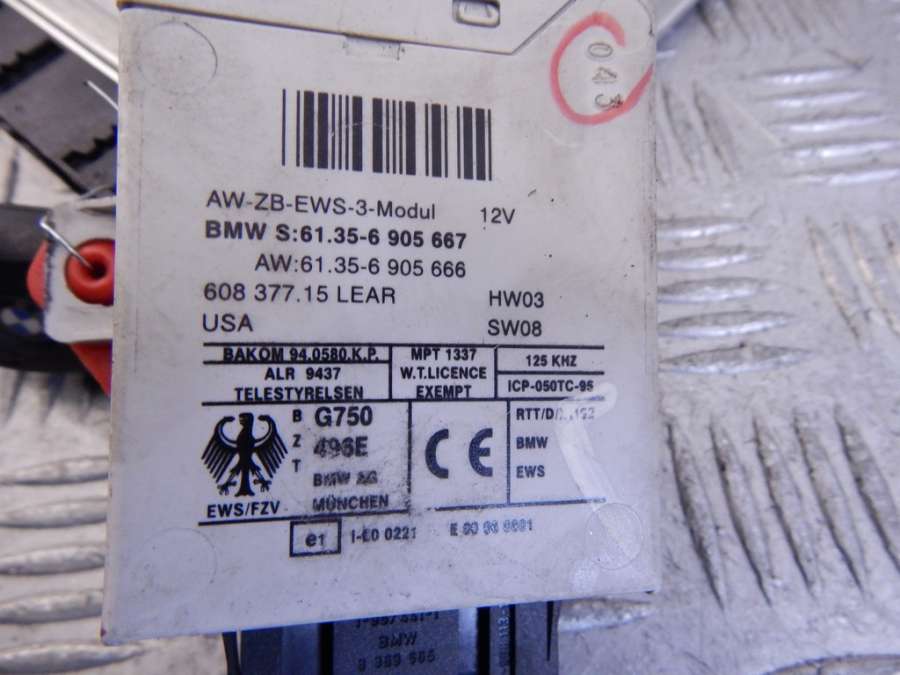 043
AW-ZB-EWS-3-Modul 12V
BMW S:61.35-6 905 667
AW:61.35-6 905 666
608 377.15 LEAR HW03
USA SW08
BAKOM 94.0580.K.P. MPT 1337 125 KHZ
ALR 9437 W.T.LICENCE
TELESTYRELSEN EXEMPT ICP-050TC-95
B G750 CE RTT/D/
Z 496E BMW
T BMW AG EWS
EWS/FZV MÜNCHEN
e1 0221
BMW